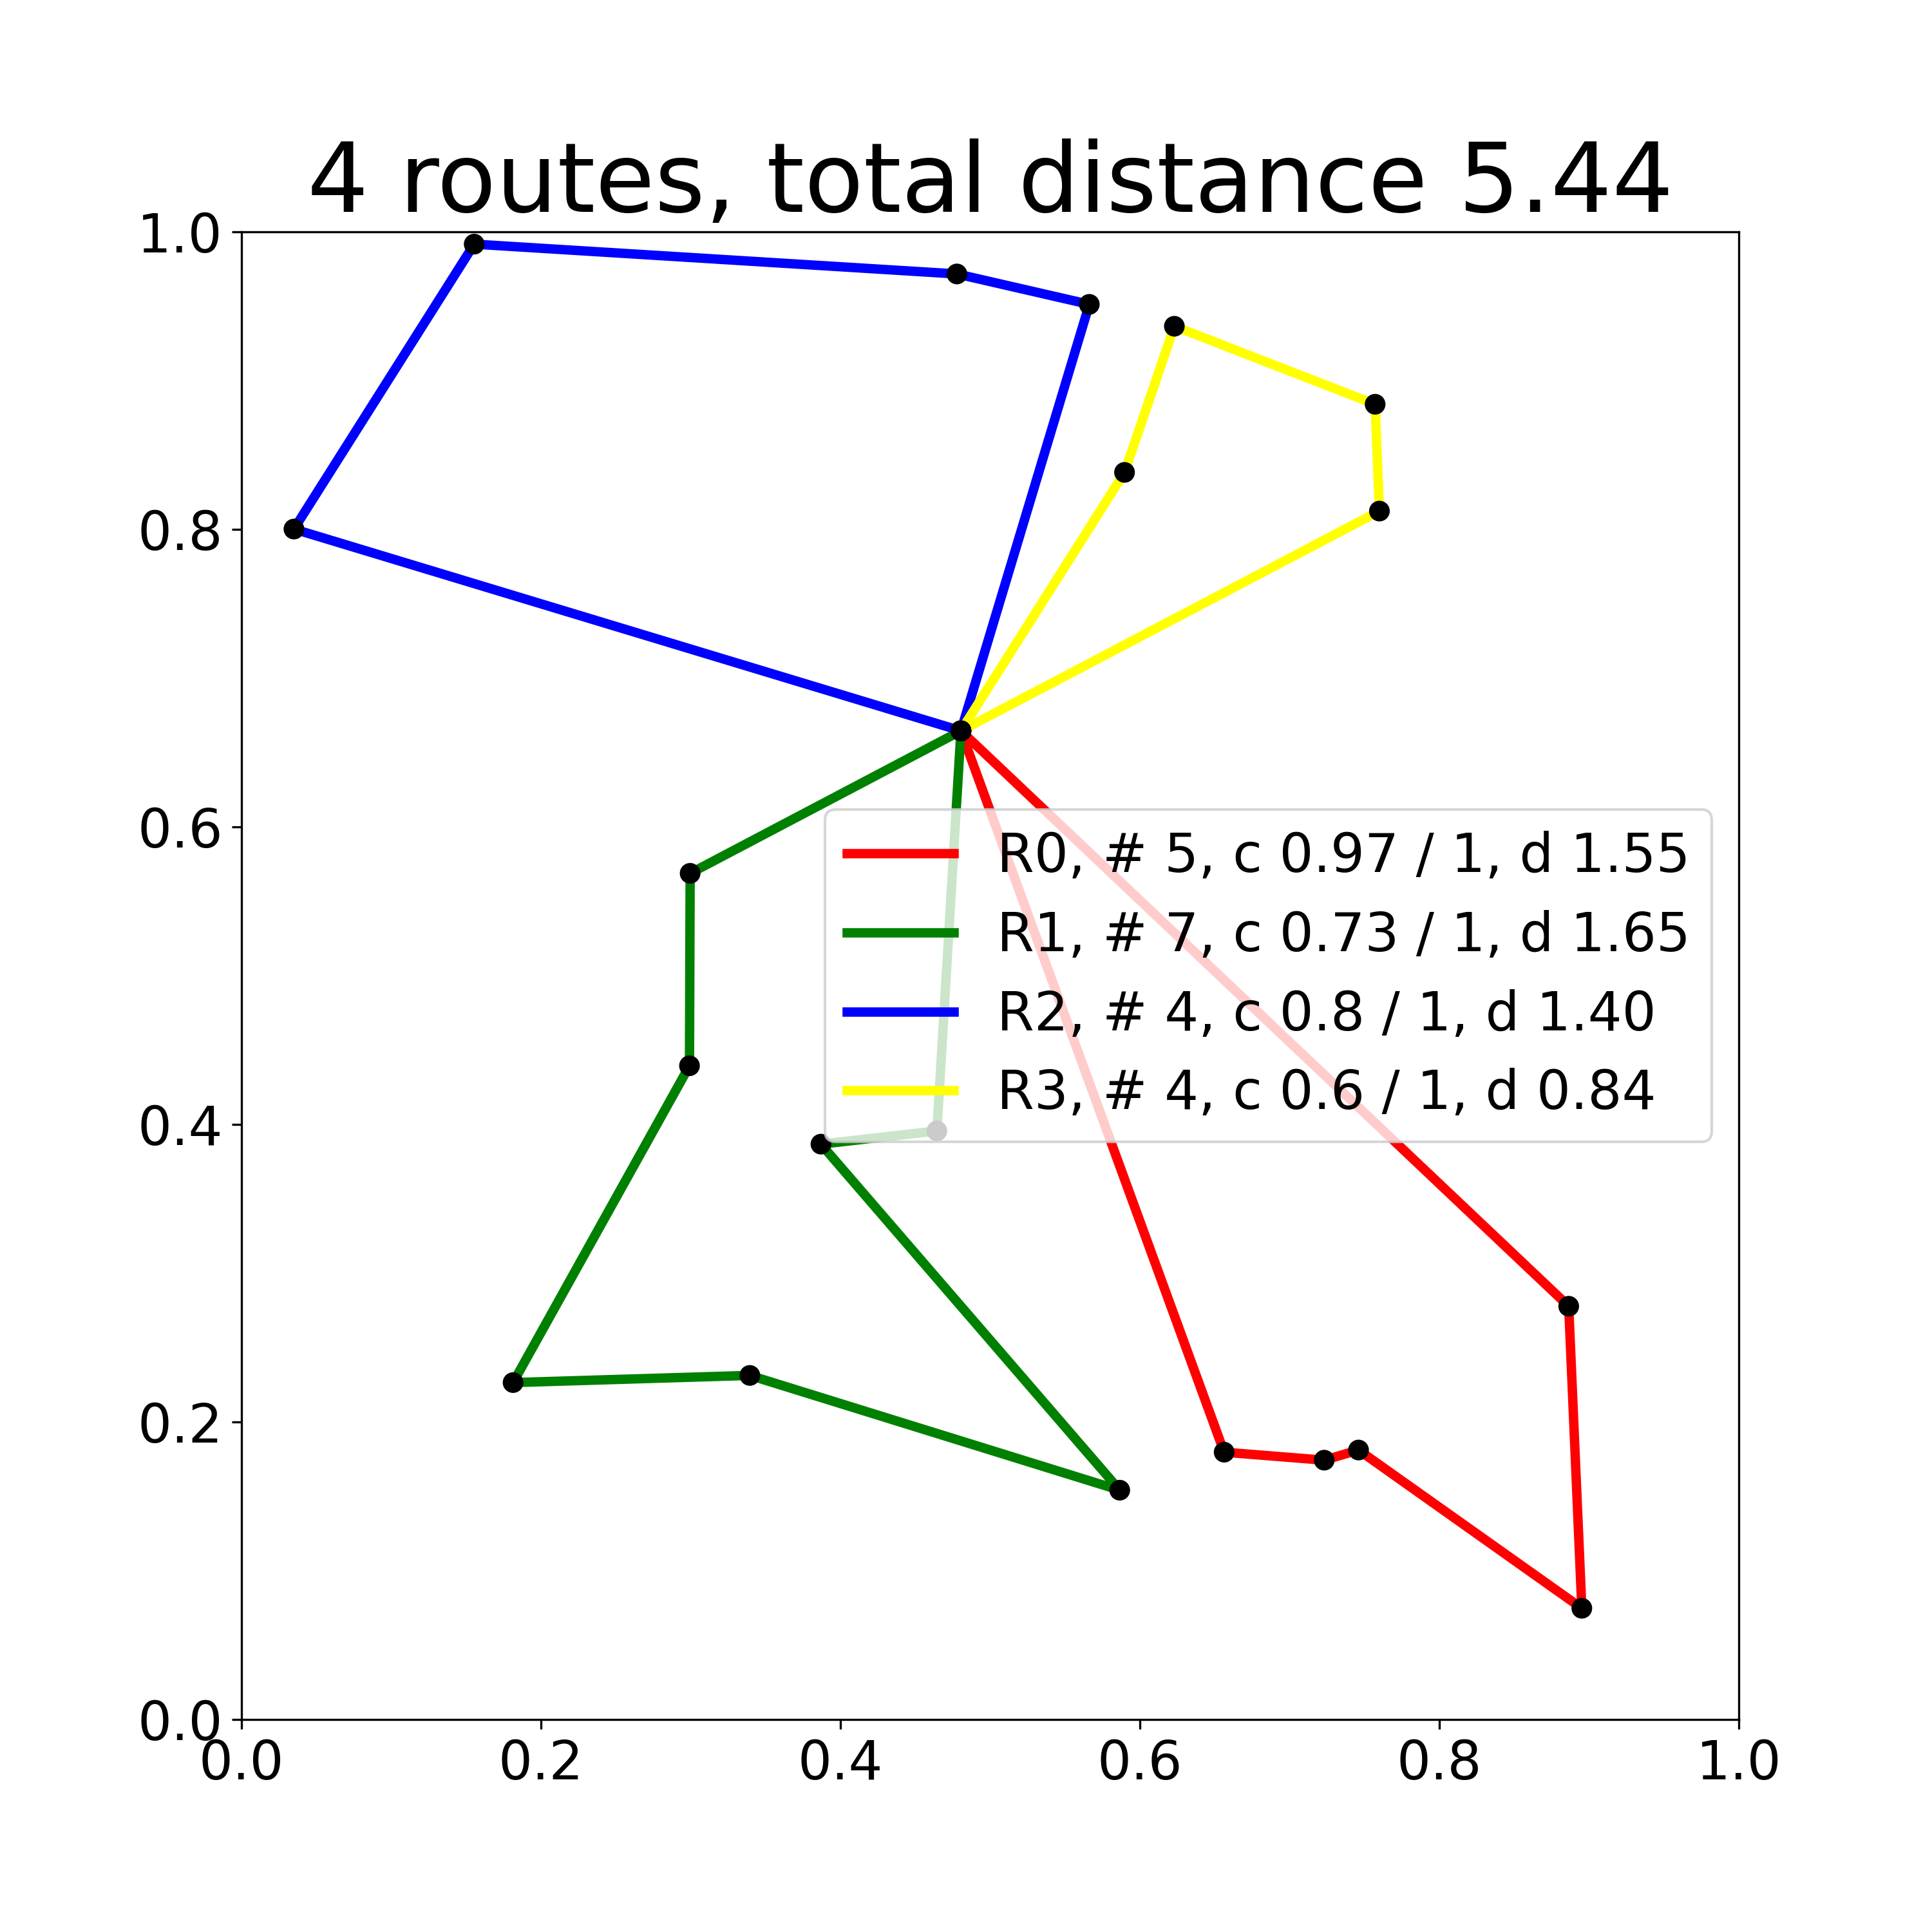 4 routes, total distance 5.44
1.0
0.8
0.6
0.4
0.2
0.0
R0, # 5, c 0.97 / 1, d 1.55
R1, # 7, c 0.73 / 1, d 1.65
R2, # 4, c 0.8 / 1, d 1.40
R3, # 4, c 0.6 / 1, d 0.84
0.0 0.2 0.4 0.6 0.8 1.0